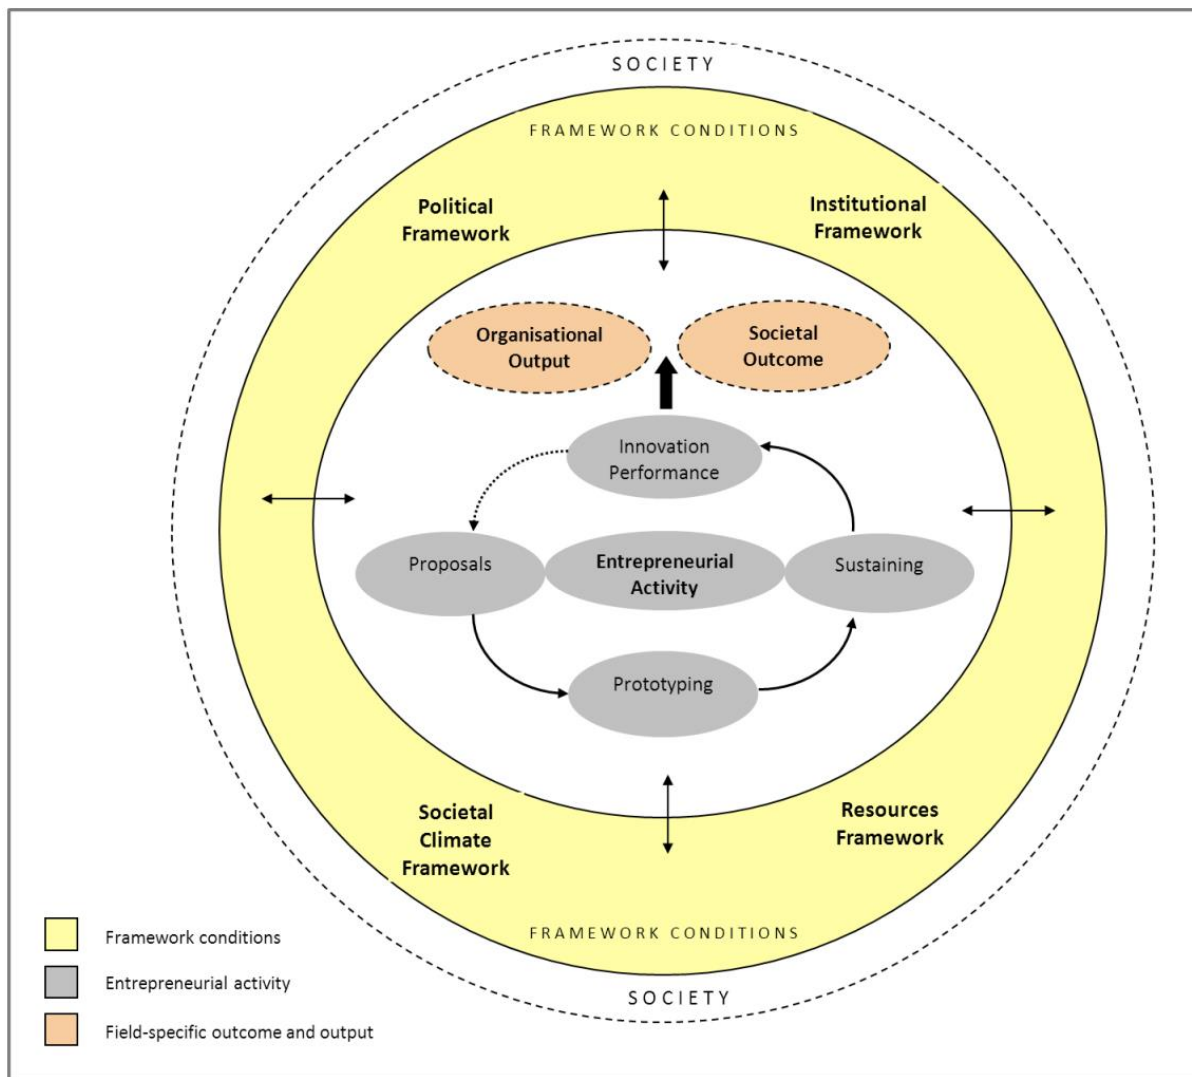 SOCIETY
FRAMEWORK CONDITIONS
Political
Framework
Institutional
Framework
Organisational
Output
Societal
Outcome
Innovation
Performance
Proposals
Entrepreneurial
Activity
Sustaining
Prototyping
Societal
Climate
Framework
Resources
Framework
FRAMEWORK CONDITIONS
SOCIETY
Framework conditions
Entrepreneurial activity
Field-specific outcome and output